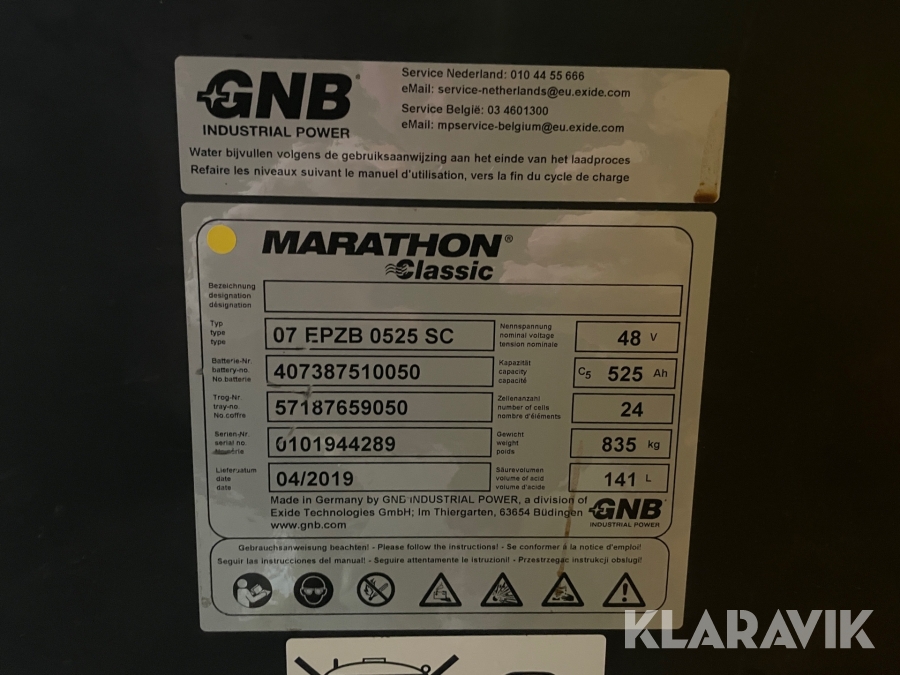 GNB
INDUSTRIAL POWER
Service Nederland: 010 44 55 666
eMail: service-netherlands@eu.exide.com
Service België: 03 4601300
eMail: mpservice-belgium@eu.exide.com
Water bijvullen volgens de gebruiksaanwijzing aan het einde van het laadproces
Refaire les niveaux suivant le manuel d'utilisation, vers la fin du cycle de charge
MARATHON®
Classic
Bezeichnung
designation
désignation
Typ
type
type
07 EPZB 0525 SC
Nennspannung
nominal voltage
tension nominale
48 V
Batterie-Nr.
battery-no.
No.batterie
407387510050
Kapazität
capacity
capacité
C5 525 Ah
Trog-Nr.
tray-no.
No.coffre
57187659050
Zellenanzahl
number of cells
nombre d'éléments
24
Serien-Nr.
serial no.
0101944289
Gewicht
weight
poids
835 kg
Lieferdatum
date
date
04/2019
Säurevolumen
volume of acid
volume d'acide
141 L
Made in Germany by GNB INDUSTRIAL POWER, a division of
Exide Technologies GmbH; Im Thiergarten, 63654 Büdingen
www.gnb.com
GNB
INDUSTRIAL POWER
Gebrauchsanweisung beachten! - Please follow the instructions! - Se conformer à la notice d'emploi!
Seguir las instrucciones del manual! - Seguire attentamente le istruzioni! - Przestrzegac instrukcji obslugi!
KLARAVIK